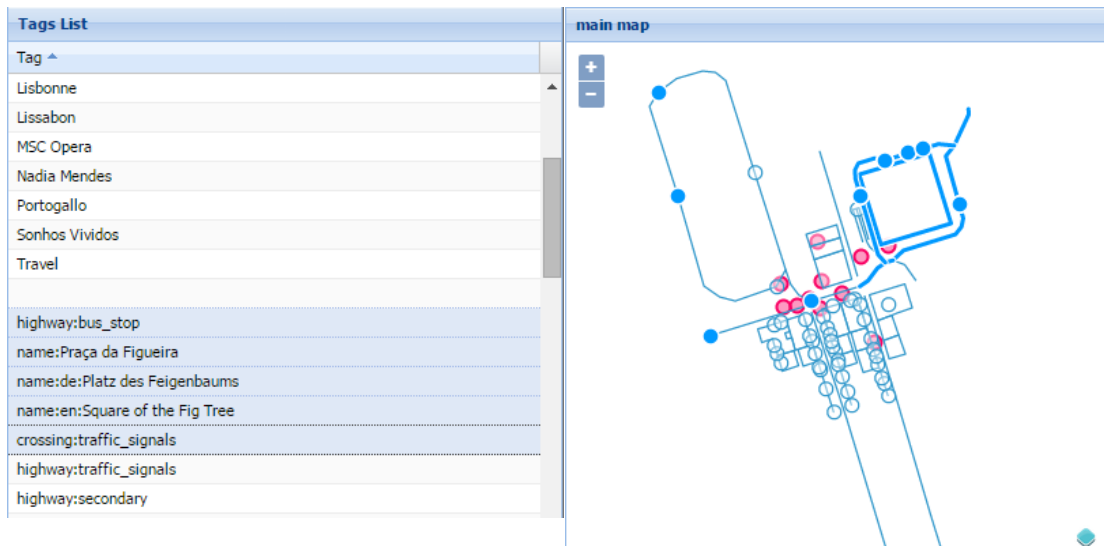 Tags List
Tag
Lisbonne
Lissabon
MSC Opera
Nadia Mendes
Portogallo
Sonhos Vividos
Travel
highway:bus_stop
name:Praça da Figueira
name:de:Platz des Feigenbaums
name:en:Square of the Fig Tree
crossing:traffic_signals
highway:traffic_signals
highway:secondary
main map
+
−